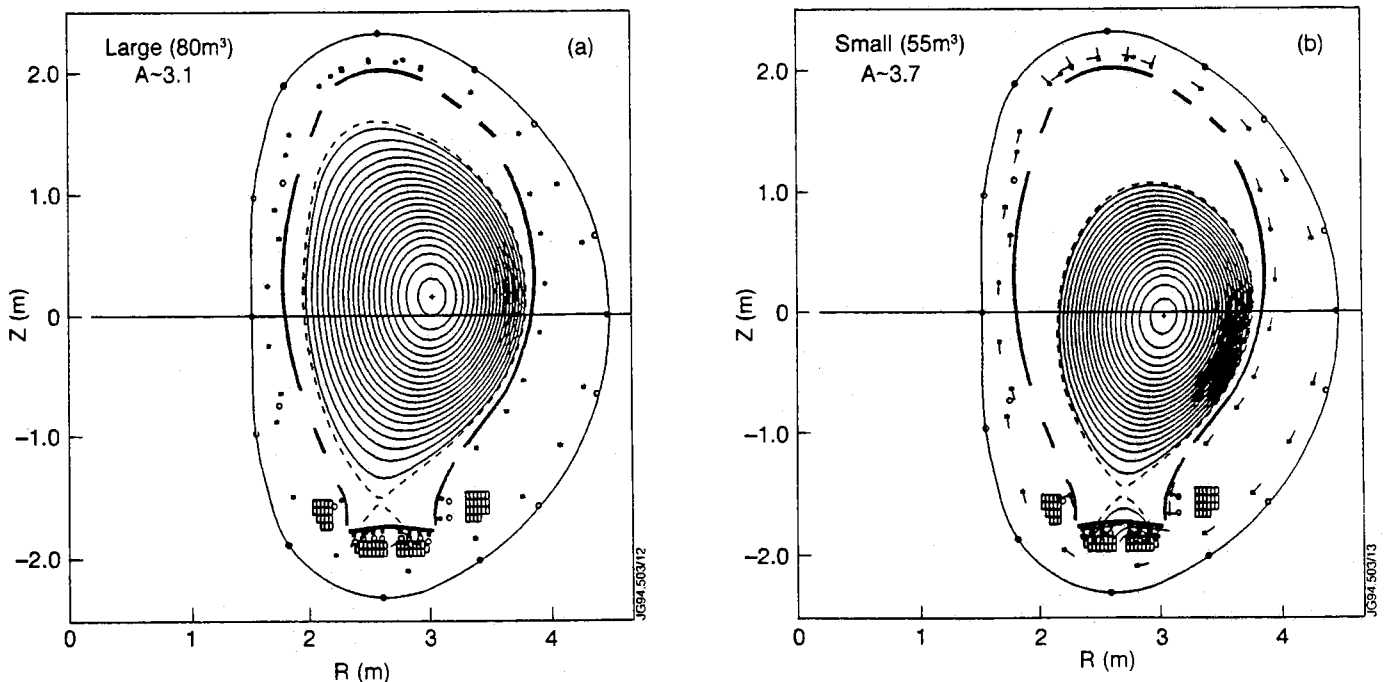 Large (80m³)
A~3.1
(a)
2.0
1.0
0
−1.0
−2.0
Z (m)
0
1
2
3
4
R (m)
JG94.503/12
Small (55m³)
A~3.7
(b)
2.0
1.0
0
−1.0
−2.0
Z (m)
0
1
2
3
4
R (m)
JG94.503/13